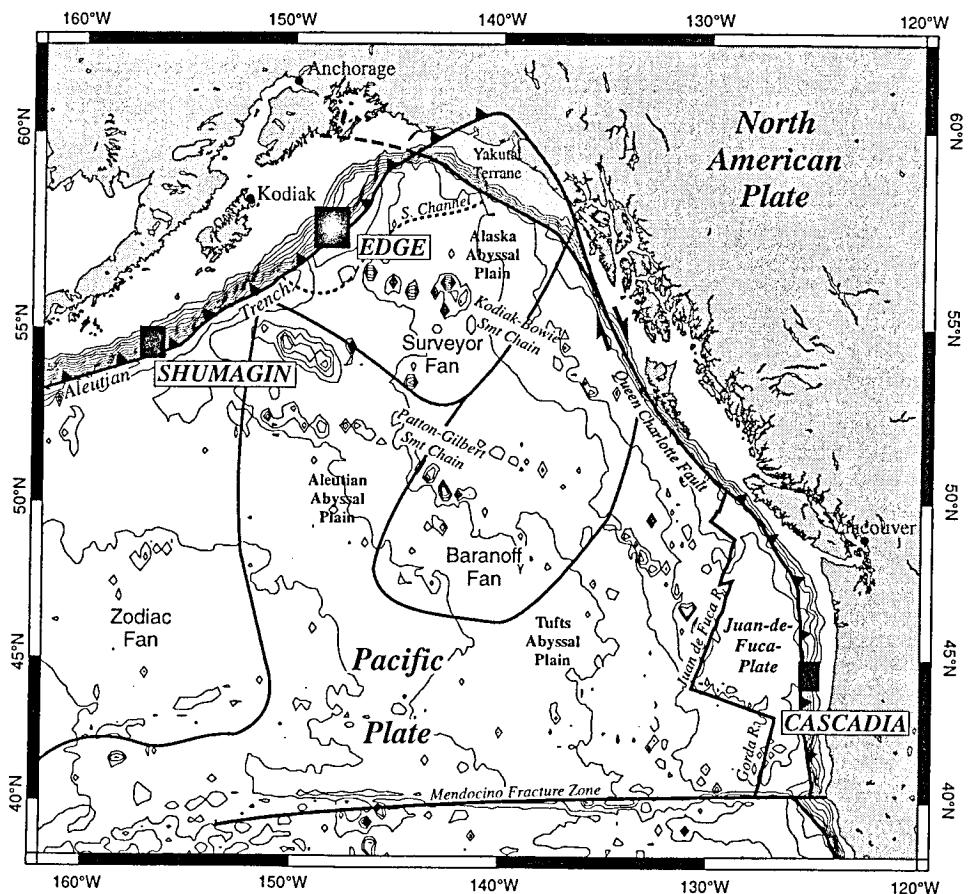 160°W 150°W 140°W 130°W 120°W
Anchorage
60°N
60°N
North
American
Plate
Yakutat
Terrane
Kodiak
S. Channel
EDGE
Alaska
Abyssal
Plain
Kodiak-Bowie
Smt Chain
Trench
55°N
55°N
Surveyor
Fan
SHUMAGIN
Aleutian
Queen Charlotte Fault
Patton-Gilbert
Smt Chain
Aleutian
Abyssal
Plain
50°N
50°N
Baranoff
Fan
Zodiac
Fan
Tufts
Abyssal
Plain
Juan de Fuca R.
Juan-de-
Fuca-
Plate
45°N
45°N
Pacific
Plate
CASCADIA
Gorda R.
Mendocino Fracture Zone
40°N
40°N
160°W 150°W 140°W 130°W 120°W